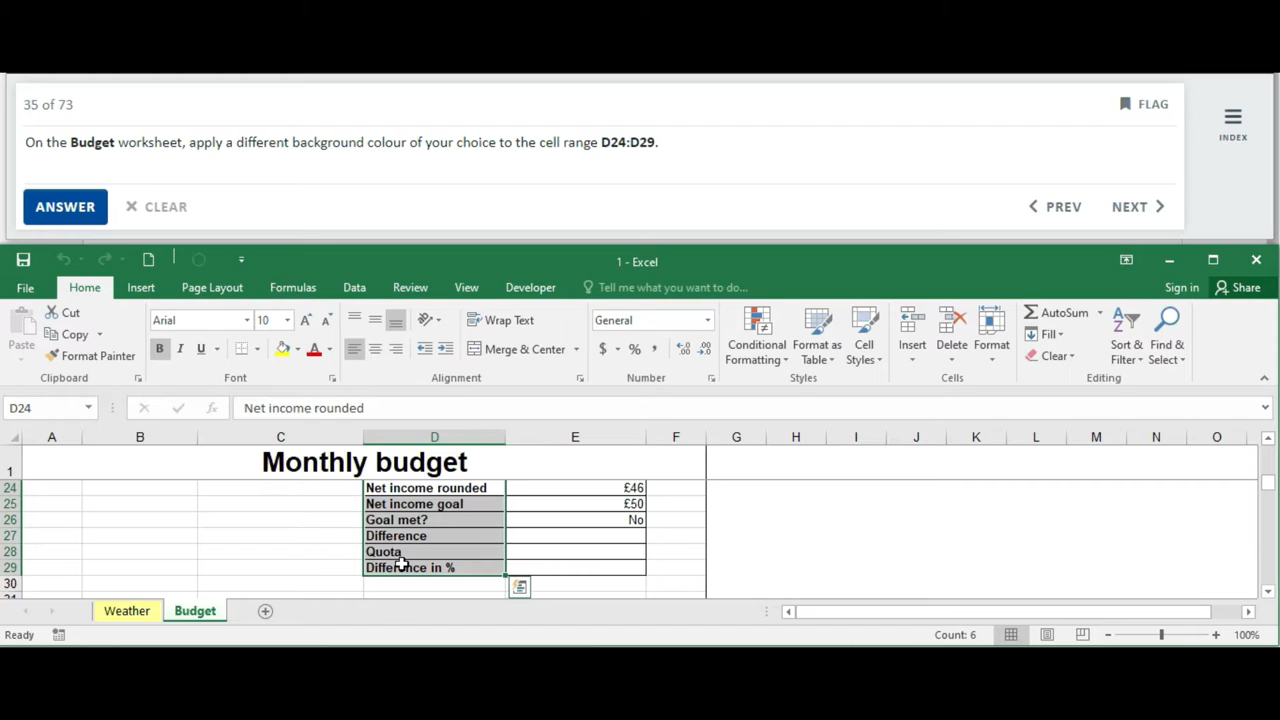 35 of 73
FLAG
INDEX
On the Budget worksheet, apply a different background colour of your choice to the cell range D24:D29.
ANSWER
CLEAR
PREV
NEXT
1 - Excel
File Home Insert Page Layout Formulas Data Review View Developer Tell me what you want to do... Sign in Share
Paste
Cut
Copy
Format Painter
Clipboard
Arial 10
B I U
Font
Wrap Text
Merge & Center
Alignment
General
$ % ,
Number
Conditional Formatting
Format as Table
Cell Styles
Styles
Insert
Delete
Format
Cells
AutoSum
Fill
Clear
Sort & Filter
Find & Select
Editing
D24 fx Net income rounded
A B C D E F G H I J K L M N O
1 Monthly budget
24 Net income rounded £46
25 Net income goal £50
26 Goal met? No
27 Difference
28 Quota
29 Difference in %
30
Weather Budget
Ready Count: 6 100%